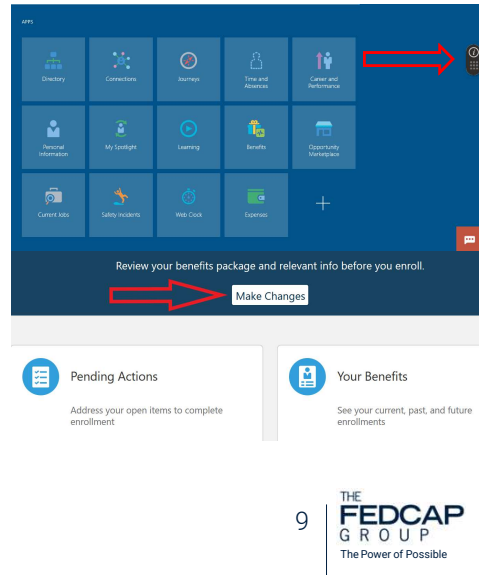 APPS
Directory
Connections
Journeys
Time and
Absences
Career and
Performance
Personal
Information
My Spotlight
Learning
Benefits
Opportunity
Marketplace
Current Jobs
Safety Incidents
Web Clock
Expenses
Review your benefits package and relevant info before you enroll.
Make Changes
Pending Actions
Address your open items to complete
enrollment
Your Benefits
See your current, past, and future
enrollments
9
THE
FEDCAP
GROUP
The Power of Possible